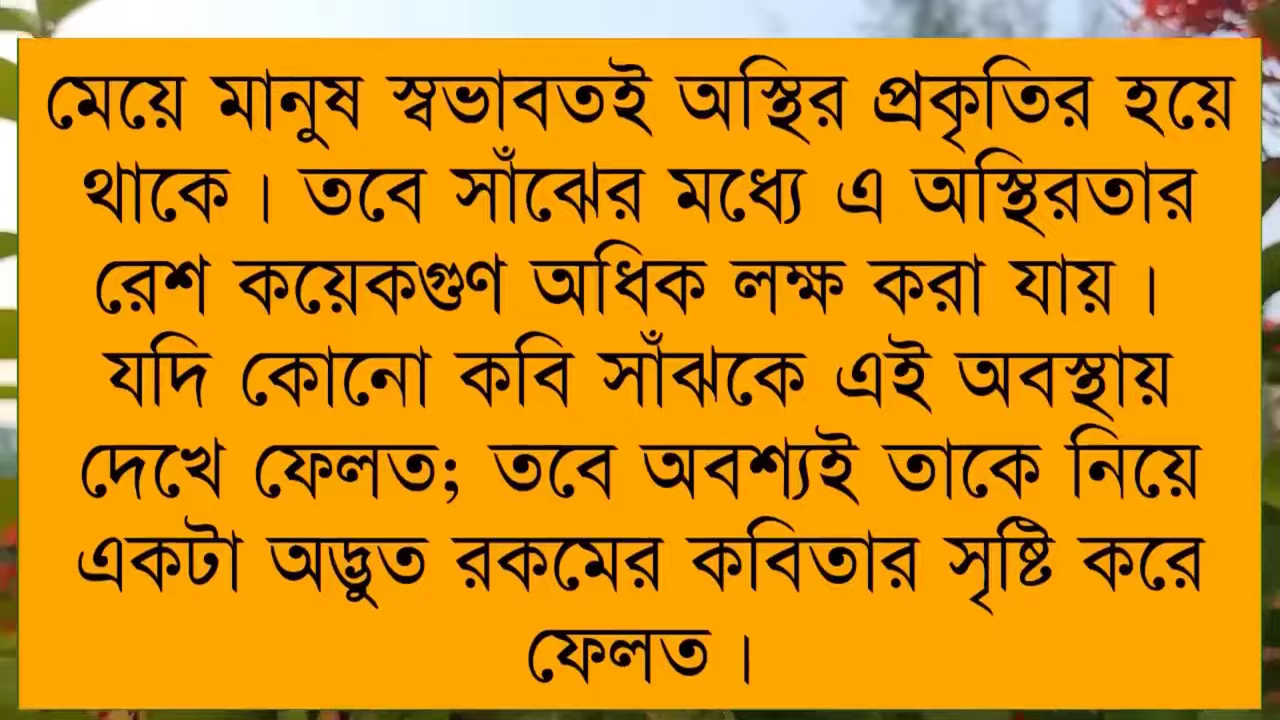 মেয়ে মানুষ স্বভাবতই অস্থির প্রকৃতির হয়ে
থাকে। তবে সাঁঝের মধ্যে এ অস্থিরতার
রেশ কয়েকগুণ অধিক লক্ষ করা যায়।
যদি কোনো কবি সাঁঝকে এই অবস্থায়
দেখে ফেলত; তবে অবশ্যই তাকে নিয়ে
একটা অদ্ভুত রকমের কবিতার সৃষ্টি করে
ফেলত।